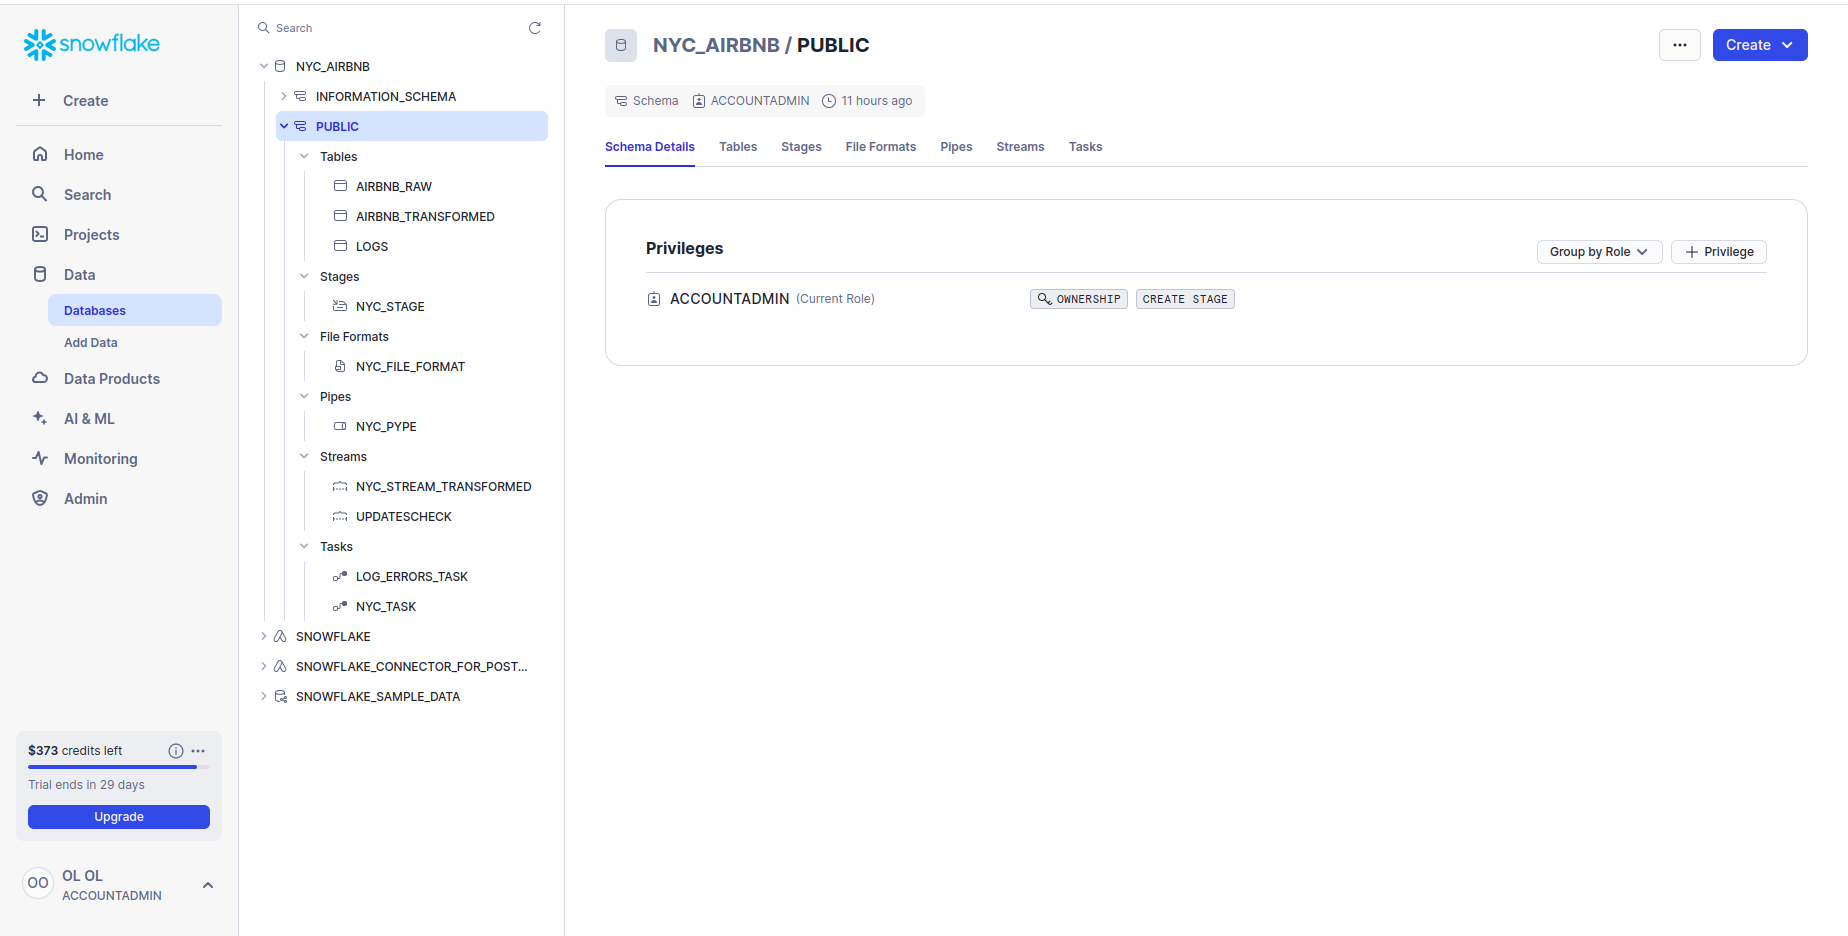 snowflake
Create
Home
Search
Projects
Data
Databases
Add Data
Data Products
AI & ML
Monitoring
Admin
$373 credits left
Trial ends in 29 days
Upgrade
OO
OL OL
ACCOUNTADMIN
Search
NYC_AIRBNB
INFORMATION_SCHEMA
PUBLIC
Tables
AIRBNB_RAW
AIRBNB_TRANSFORMED
LOGS
Stages
NYC_STAGE
File Formats
NYC_FILE_FORMAT
Pipes
NYC_PYPE
Streams
NYC_STREAM_TRANSFORMED
UPDATESCHECK
Tasks
LOG_ERRORS_TASK
NYC_TASK
SNOWFLAKE
SNOWFLAKE_CONNECTOR_FOR_POST...
SNOWFLAKE_SAMPLE_DATA
NYC_AIRBNB / PUBLIC
... Create
Schema ACCOUNTADMIN 11 hours ago
Schema Details Tables Stages File Formats Pipes Streams Tasks
Privileges
Group by Role + Privilege
ACCOUNTADMIN (Current Role) OWNERSHIP CREATE STAGE